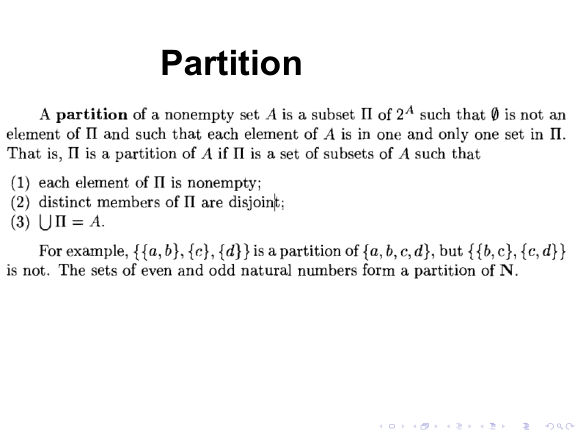 Partition
A partition of a nonempty set A is a subset Π of 2^A such that ∅ is not an
element of Π and such that each element of A is in one and only one set in Π.
That is, Π is a partition of A if Π is a set of subsets of A such that
(1) each element of Π is nonempty;
(2) distinct members of Π are disjoint;
(3) ⋃Π = A.
For example, {{a, b}, {c}, {d}} is a partition of {a, b, c, d}, but {{b, c}, {c, d}}
is not. The sets of even and odd natural numbers form a partition of N.